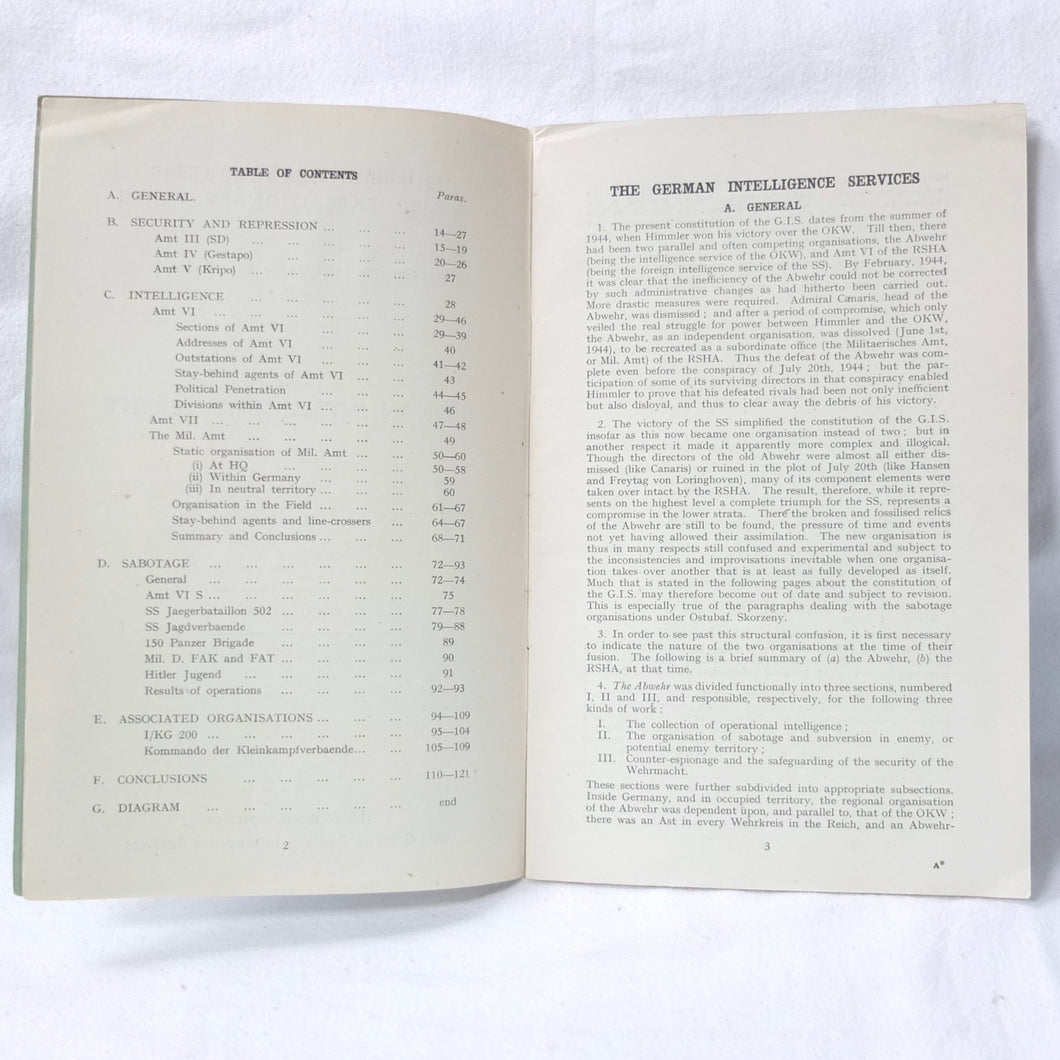 TABLE OF CONTENTS
Paras.
A. GENERAL.
B. SECURITY AND REPRESSION ... ... ... 14—27
Amt III (SD) ... ... ... ... ... 15—19
Amt IV (Gestapo) ... ... ... ... 20—26
Amt V (Kripo) ... ... ... ... ... 27
C. INTELLIGENCE ... ... ... ... ... 28
Amt VI ... ... ... ... ... ... 29—46
Sections of Amt VI ... ... ... 29—39
Addresses of Amt VI ... ... ... 40
Outstations of Amt VI ... ... ... 41—42
Stay-behind agents of Amt VI ... ... 43
Political Penetration ... ... ... 44—45
Divisions within Amt VI ... ... ... 46
Amt VII ... ... ... ... ... ... 47—48
The Mil. Amt ... ... ... ... ... 49
Static organisation of Mil. Amt ... ... 50—60
(i) At HQ ... ... ... ... 50—58
(ii) Within Germany ... ... ... 59
(iii) In neutral territory ... ... ... 60
Organisation in the Field ... ... ... 61—67
Stay-behind agents and line-crossers ... 64—67
Summary and Conclusions ... ... ... 68—71
D. SABOTAGE ... ... ... ... ... ... 72—93
General ... ... ... ... ... ... 72—74
Amt VI S ... ... ... ... ... ... 75
SS Jaegerbataillon 502 ... ... ... ... 77—78
SS Jagdverbaende ... ... ... ... 79—88
150 Panzer Brigade ... ... ... ... 89
Mil. D. FAK and FAT ... ... ... ... 90
Hitler Jugend ... ... ... ... ... 91
Results of operations ... ... ... ... 92—93
E. ASSOCIATED ORGANISATIONS ... ... ... 94—109
I/KG 200 ... ... ... ... ... ... 95—104
Kommando der Kleinkampfverbaende... ... 105—109
F. CONCLUSIONS ... ... ... ... ... 110—121
G. DIAGRAM ... ... ... ... ... ... end
2
THE GERMAN INTELLIGENCE SERVICES
A. GENERAL
1. The present constitution of the G.I.S. dates from the summer of
1944, when Himmler won his victory over the OKW. Till then, there
had been two parallel and often competing organisations, the Abwehr
(being the intelligence service of the OKW), and Amt VI of the RSHA
(being the foreign intelligence service of the SS). By February, 1944,
it was clear that the inefficiency of the Abwehr could not be corrected
by such administrative changes as had hitherto been carried out.
More drastic measures were required. Admiral Canaris, head of the
Abwehr, was dismissed ; and after a period of compromise, which only
veiled the real struggle for power between Himmler and the OKW,
the Abwehr, as an independent organisation, was dissolved (June 1st,
1944), to be recreated as a subordinate office (the Militaerisches Amt,
or Mil. Amt) of the RSHA. Thus the defeat of the Abwehr was com-
plete even before the conspiracy of July 20th, 1944 ; but the par-
ticipation of some of its surviving directors in that conspiracy enabled
Himmler to prove that his defeated rivals had been not only inefficient
but also disloyal, and thus to clear away the debris of his victory.
2. The victory of the SS simplified the constitution of the G.I.S.
insofar as this now became one organisation instead of two ; but in
another respect it made it apparently more complex and illogical.
Though the directors of the old Abwehr were almost all either dis-
missed (like Canaris) or ruined in the plot of July 20th (like Hansen
and Freytag von Loringhoven), many of its component elements were
taken over intact by the RSHA. The result, therefore, while it repre-
sents on the highest level a complete triumph for the SS, represents a
compromise in the lower strata. There the broken and fossilised relics
of the Abwehr are still to be found, the pressure of time and events
not yet having allowed their assimilation. The new organisation is
thus in many respects still confused and experimental and subject to
the inconsistencies and improvisations inevitable when one organisa-
tion takes over another that is at least as fully developed as itself.
Much that is stated in the following pages about the constitution of
the G.I.S. may therefore become out of date and subject to revision.
This is especially true of the paragraphs dealing with the sabotage
organisations under Ostubaf. Skorzeny.
3. In order to see past this structural confusion, it is first necessary
to indicate the nature of the two organisations at the time of their
fusion. The following is a brief summary of (a) the Abwehr, (b) the
RSHA, at that time.
4. The Abwehr was divided functionally into three sections, numbered
I, II and III, and responsible, respectively, for the following three
kinds of work :
I. The collection of operational intelligence ;
II. The organisation of sabotage and subversion in enemy, or
potential enemy territory ;
III. Counter-espionage and the safeguarding of the security of the
Wehrmacht.
These sections were further subdivided into appropriate subsections.
Inside Germany, and in occupied territory, the regional organisation
of the Abwehr was dependent upon, and parallel to, that of the OKW ;
there was an Ast in every Wehrkreis in the Reich, and an Abwehr-
3
A*